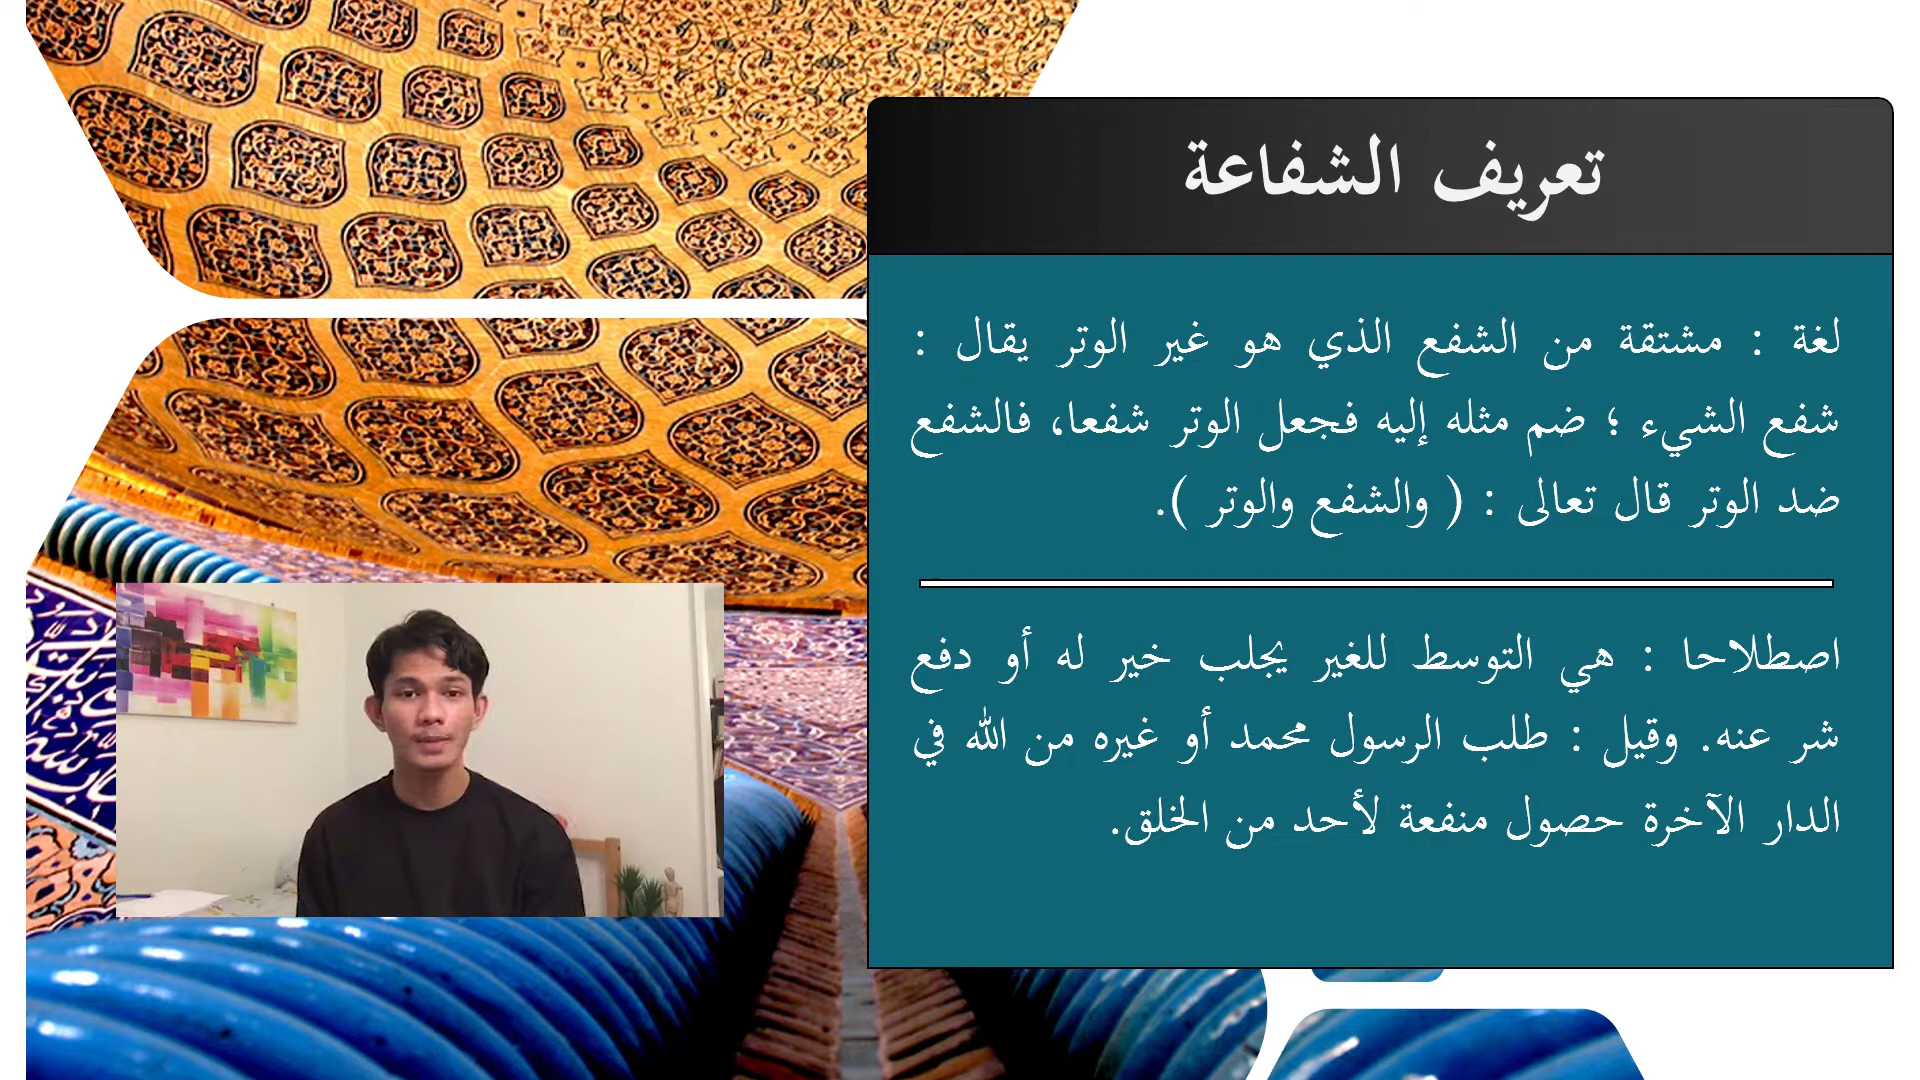 تعريف الشفاعة
لغة : مشتقة من الشفع الذي هو غير الوتر يقال :
شفع الشيء ؛ ضم مثله إليه فجعل الوتر شفعا، فالشفع
ضد الوتر قال تعالى : ( والشفع والوتر ).
اصطلاحا : هي التوسط للغير يجلب خير له أو دفع
شر عنه. وقيل : طلب الرسول محمد أو غيره من الله في
الدار الآخرة حصول منفعة لأحد من الخلق.